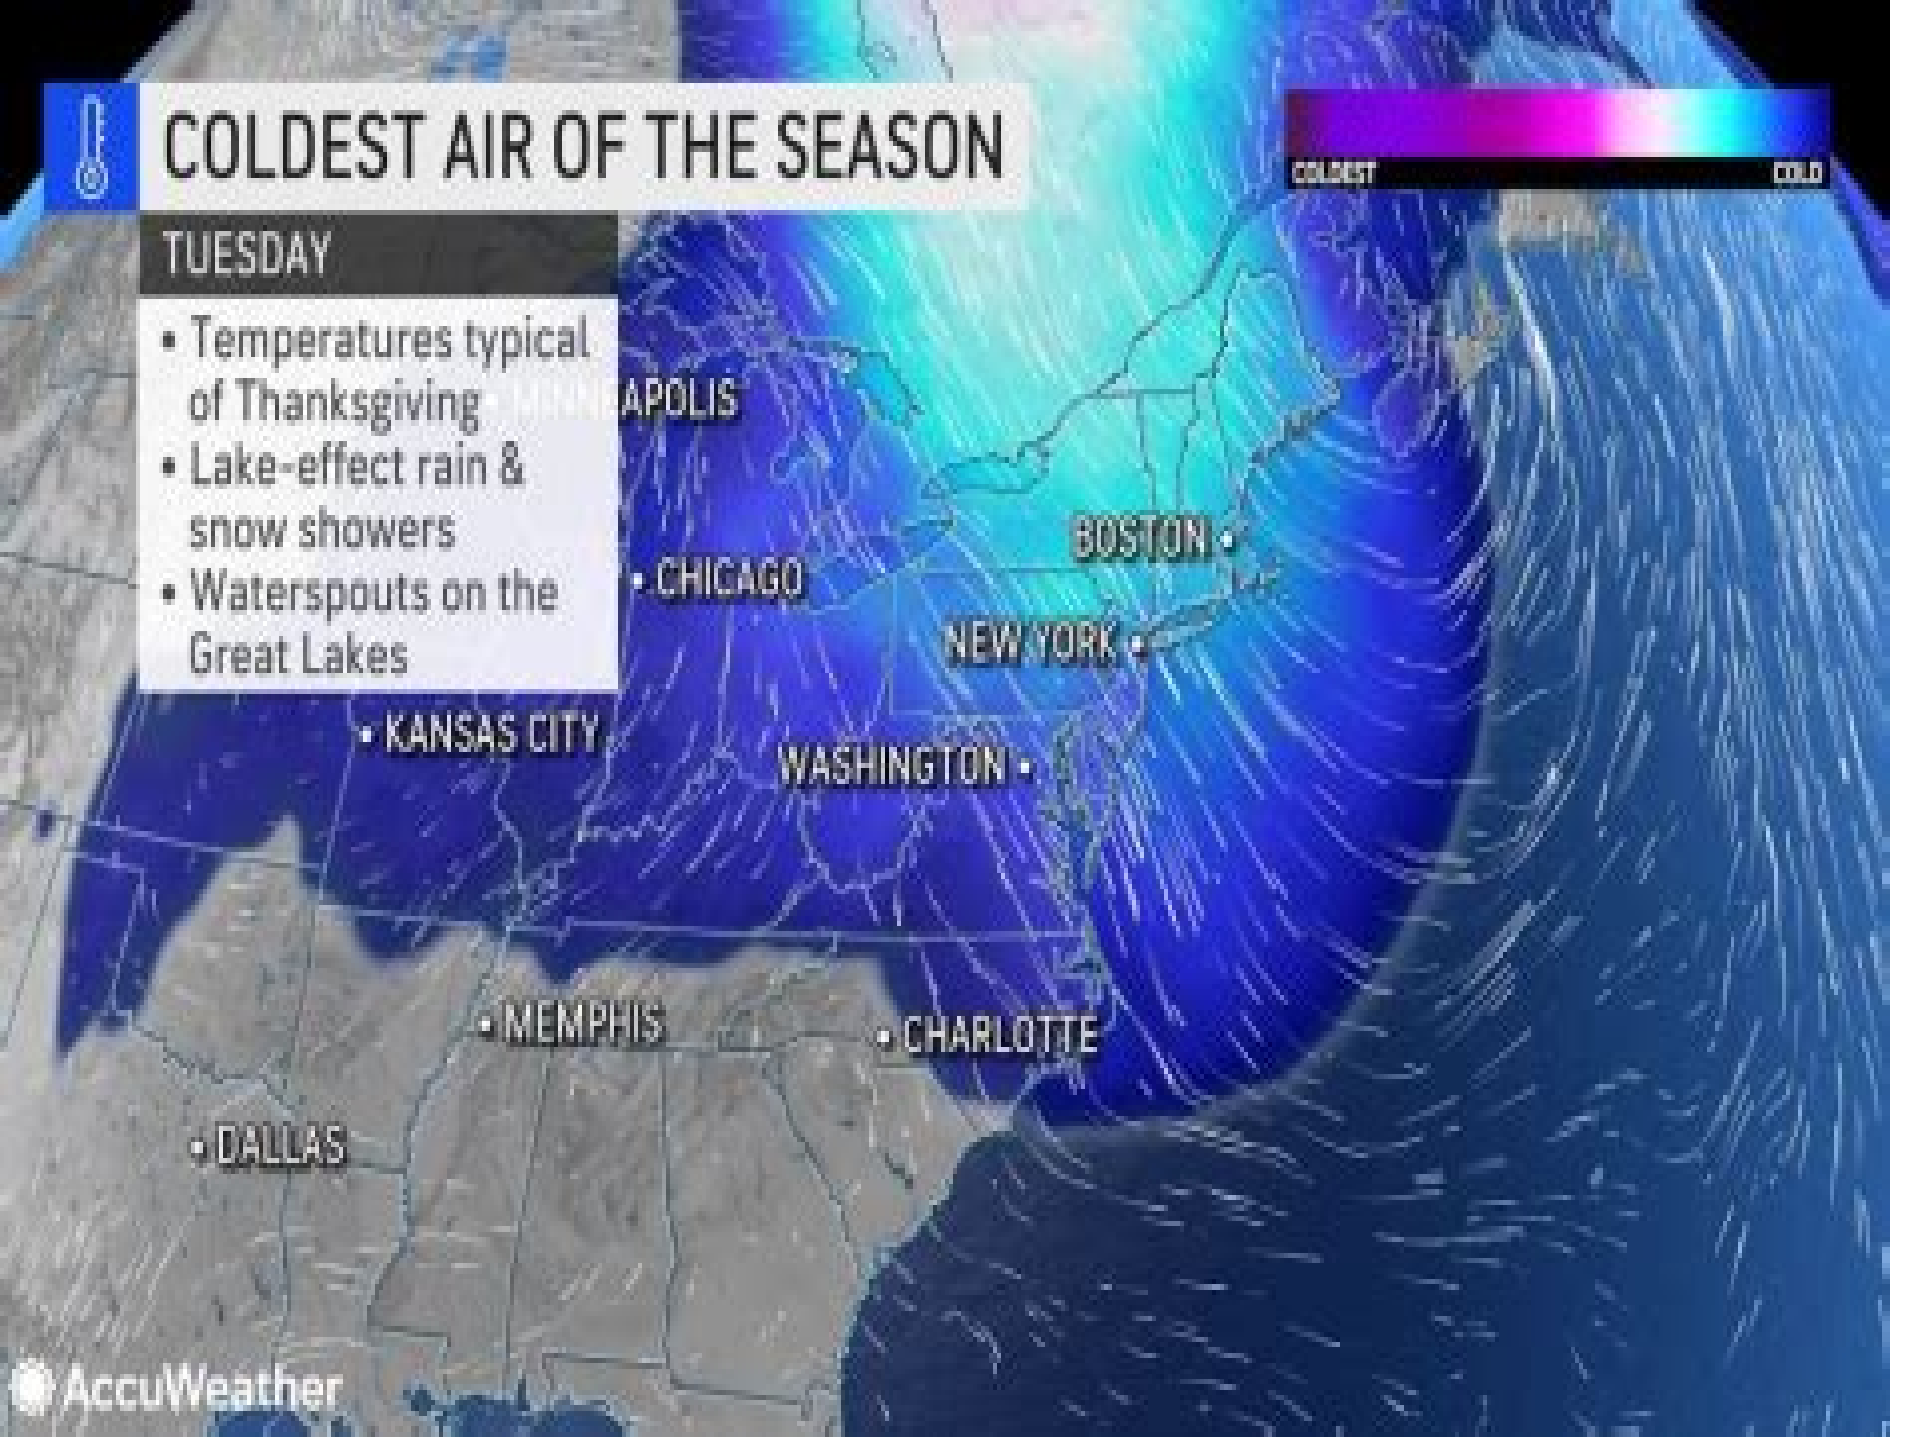 COLDEST AIR OF THE SEASON
COLDEST
COLD
TUESDAY
• Temperatures typical
of Thanksgiving
• Lake-effect rain &
snow showers
• Waterspouts on the
Great Lakes
MINNEAPOLIS
BOSTON
CHICAGO
NEW YORK
KANSAS CITY
WASHINGTON
MEMPHIS
CHARLOTTE
DALLAS
AccuWeather